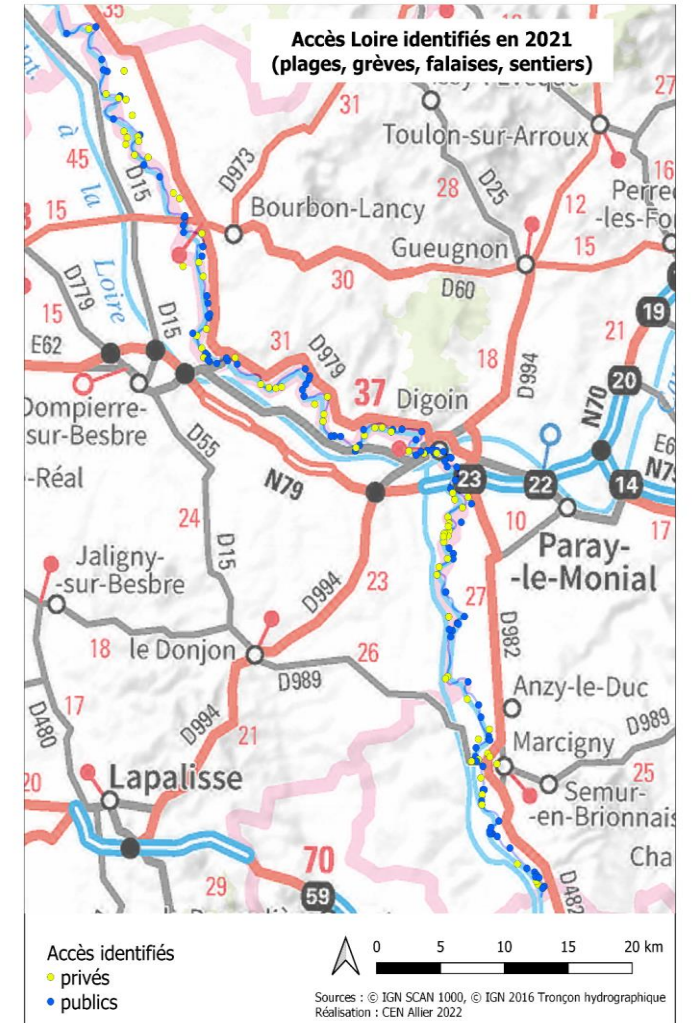 35
Accès Loire identifiés en 2021
(plages, grèves, falaises, sentiers)
31
27
Toulon-sur-Arroux
45
à
la
Loire
D15
D973
28
D25
16
12
Perrec
-les-For
15
Bourbon-Lancy
Gueugnon
15
30
D60
D779
15
D15
19
21
E62
31
D979
18
D994
20
N70
37
Digoin
Dompierre-
-sur-Besbre
D55
N79
23
22
14
E6
N79
-Réal
10
17
24
D15
Paray-
-le-Monial
Jaligny-
-sur-Besbre
D994
23
27
D982
18
le Donjon
26
D989
17
D480
D994
21
Anzy-le-Duc
D989
Marcigny
25
20
Lapalisse
Semur-
-en-Brionnais
70
Cha
29
59
D482
Accès identifiés
privés
publics
0 5 10 15 20 km
Sources : © IGN SCAN 1000, © IGN 2016 Tronçon hydrographique
Réalisation : CEN Allier 2022